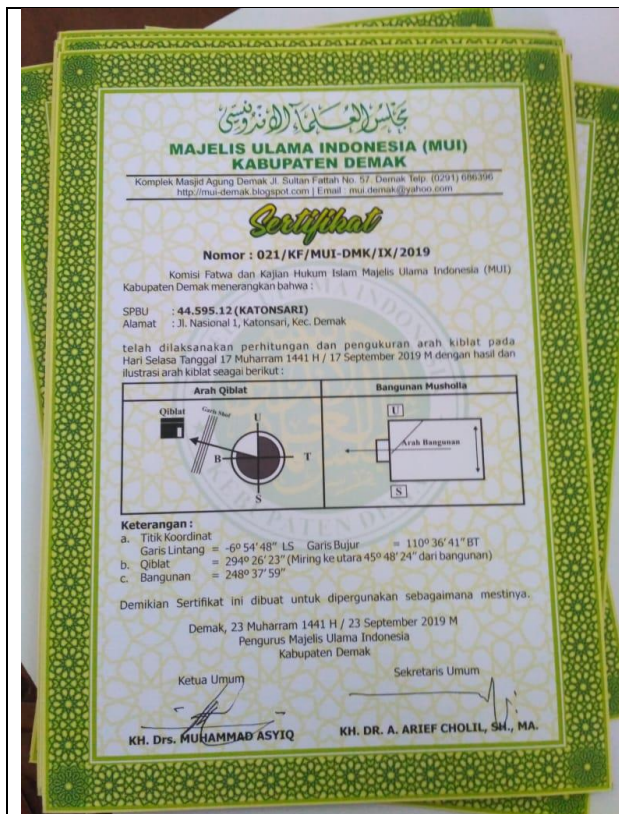 مجلس العلماء الاندونيسي
MAJELIS ULAMA INDONESIA (MUI)
KABUPATEN DEMAK
Komplek Masjid Agung Demak Jl. Sultan Fattah No. 57. Demak Telp. (0291) 686396
http://mui-demak.blogspot.com | Email : mui.demak@yahoo.com
Sertifikat
Nomor : 021/KF/MUI-DMK/IX/2019
Komisi Fatwa dan Kajian Hukum Islam Majelis Ulama Indonesia (MUI)
Kabupaten Demak menerangkan bahwa :
SPBU : 44.595.12 (KATONSARI)
Alamat : Jl. Nasional 1, Katonsari, Kec. Demak
telah dilaksanakan perhitungan dan pengukuran arah kiblat pada
Hari Selasa Tanggal 17 Muharram 1441 H / 17 September 2019 M dengan hasil dan
ilustrasi arah kiblat seagai berikut :
Arah Qiblat
Bangunan Musholla
Qiblat
Garis Shof
U
B
T
S
U
Arah Bangunan
S
Keterangan :
a. Titik Koordinat
Garis Lintang = -6º 54' 48" LS Garis Bujur = 110º 36' 41" BT
b. Qiblat = 294º 26' 23" (Miring ke utara 45º 48' 24" dari bangunan)
c. Bangunan = 248º 37' 59"
Demikian Sertifikat ini dibuat untuk dipergunakan sebagaimana mestinya.
Demak, 23 Muharram 1441 H / 23 September 2019 M
Pengurus Majelis Ulama Indonesia
Kabupaten Demak
Ketua Umum
Sekretaris Umum
KH. Drs. MUHAMMAD ASYIQ
KH. DR. A. ARIEF CHOLIL, SH., MA.